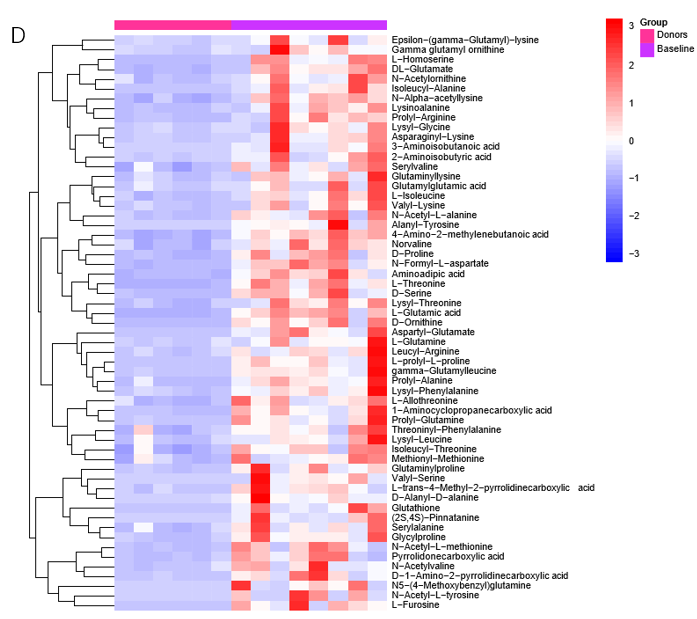 D
Epsilon−(gamma−Glutamyl)−lysine
Gamma glutamyl ornithine
L−Homoserine
DL−Glutamate
N−Acetylornithine
Isoleucyl−Alanine
N−Alpha−acetyllysine
Lysinoalanine
Prolyl−Arginine
Lysyl−Glycine
Asparaginyl−Lysine
3−Aminoisobutanoic acid
2−Aminoisobutyric acid
Serylvaline
Glutaminyllysine
Glutamylglutamic acid
L−Isoleucine
Valyl−Lysine
N−Acetyl−L−alanine
Alanyl−Tyrosine
4−Amino−2−methylenebutanoic acid
Norvaline
D−Proline
N−Formyl−L−aspartate
Aminoadipic acid
L−Threonine
D−Serine
Lysyl−Threonine
L−Glutamic acid
D−Ornithine
Aspartyl−Glutamate
L−Glutamine
Leucyl−Arginine
L−prolyl−L−proline
gamma−Glutamylleucine
Prolyl−Alanine
Lysyl−Phenylalanine
L−Allothreonine
1−Aminocyclopropanecarboxylic acid
Prolyl−Glutamine
Threoninyl−Phenylalanine
Lysyl−Leucine
Isoleucyl−Threonine
Methionyl−Methionine
Glutaminylproline
Valyl−Serine
L−trans−4−Methyl−2−pyrrolidinecarboxylic acid
D−Alanyl−D−alanine
Glutathione
(2S,4S)−Pinnatanine
Serylalanine
Glycylproline
N−Acetyl−L−methionine
Pyrrolidonecarboxylic acid
N−Acetylvaline
D−1−Amino−2−pyrrolidinecarboxylic acid
N5−(4−Methoxybenzyl)glutamine
N−Acetyl−L−tyrosine
L−Furosine
3
2
1
0
−1
−2
−3
Group
Donors
Baseline